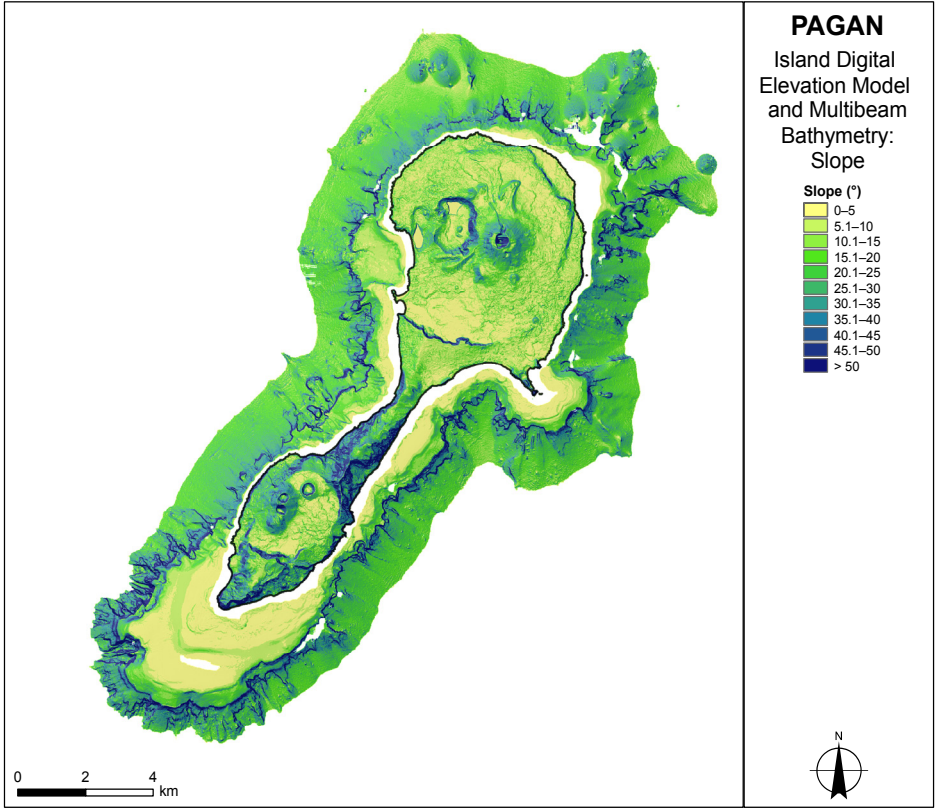 PAGAN
Island Digital
Elevation Model
and Multibeam
Bathymetry:
Slope
Slope (°)
0–5
5.1–10
10.1–15
15.1–20
20.1–25
25.1–30
30.1–35
35.1–40
40.1–45
45.1–50
> 50
N
0 2 4
km